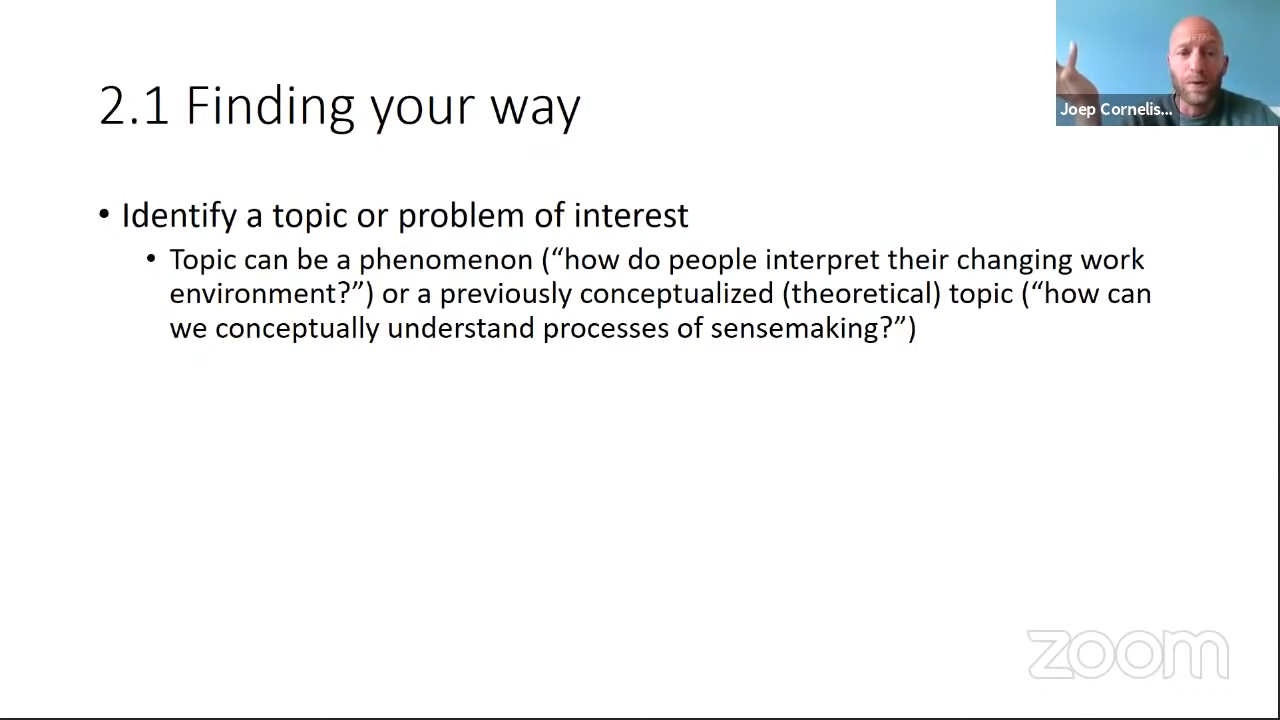 2.1 Finding your way
Joep Cornelis...
• Identify a topic or problem of interest
• Topic can be a phenomenon (“how do people interpret their changing work
environment?”) or a previously conceptualized (theoretical) topic (“how can
we conceptually understand processes of sensemaking?”)
zoom